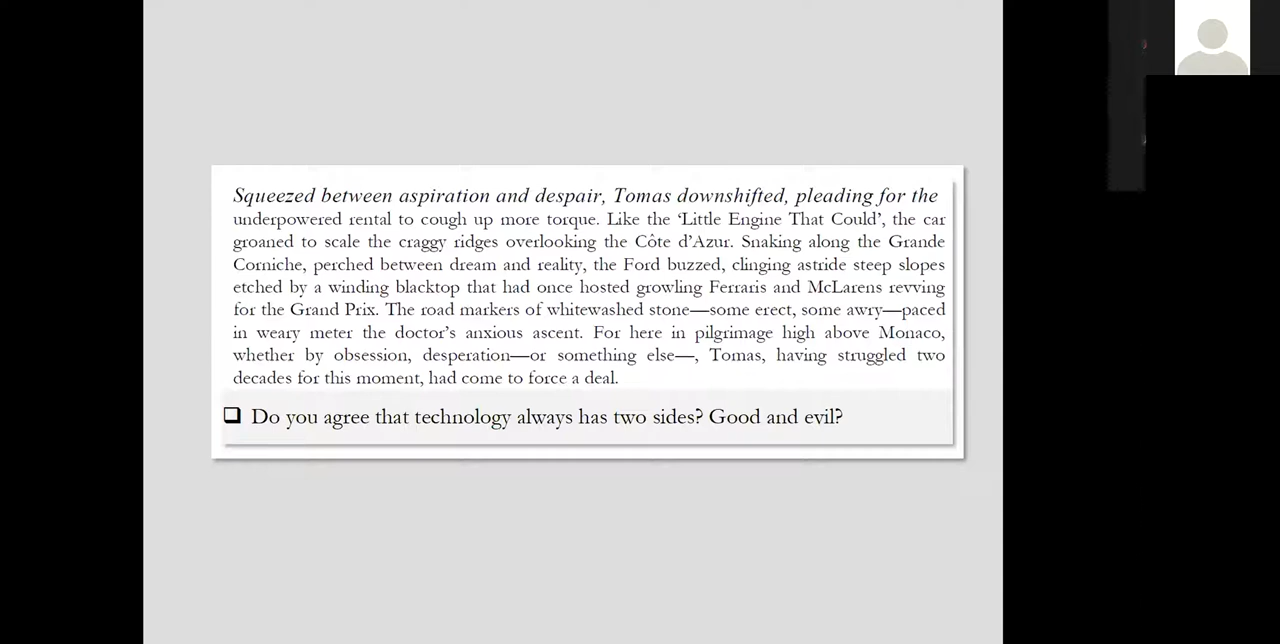 Squeezed between aspiration and despair, Tomas downshifted, pleading for the
underpowered rental to cough up more torque. Like the ‘Little Engine That Could’, the car
groaned to scale the craggy ridges overlooking the Côte d’Azur. Snaking along the Grande
Corniche, perched between dream and reality, the Ford buzzed, clinging astride steep slopes
etched by a winding blacktop that had once hosted growling Ferraris and McLarens revving
for the Grand Prix. The road markers of whitewashed stone—some erect, some awry—paced
in weary meter the doctor’s anxious ascent. For here in pilgrimage high above Monaco,
whether by obsession, desperation—or something else—, Tomas, having struggled two
decades for this moment, had come to force a deal.
❑ Do you agree that technology always has two sides? Good and evil?